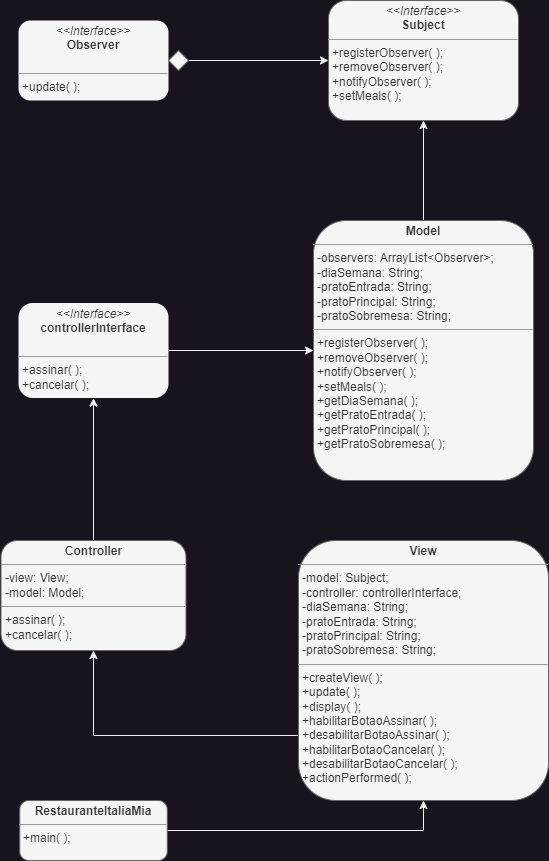 <<Interface>>
Observer
+update( );
<<Interface>>
Subject
+registerObserver( );
+removeObserver( );
+notifyObserver( );
+setMeals( );
Model
-observers: ArrayList<Observer>;
-diaSemana: String;
-pratoEntrada: String;
-pratoPrincipal: String;
-pratoSobremesa: String;
+registerObserver( );
+removeObserver( );
+notifyObserver( );
+setMeals( );
+getDiaSemana( );
+getPratoEntrada( );
+getPratoPrincipal( );
+getPratoSobremesa( );
<<Interface>>
controllerInterface
+assinar( );
+cancelar( );
Controller
-view: View;
-model: Model;
+assinar( );
+cancelar( );
View
-model: Subject;
-controller: controllerInterface;
-diaSemana: String;
-pratoEntrada: String;
-pratoPrincipal: String;
-pratoSobremesa: String;
+createView( );
+update( );
+display( );
+habilitarBotaoAssinar( );
+desabilitarBotaoAssinar( );
+habilitarBotaoCancelar( );
+desabilitarBotaoCancelar( );
+actionPerformed( );
RestauranteItaliaMia
+main( );